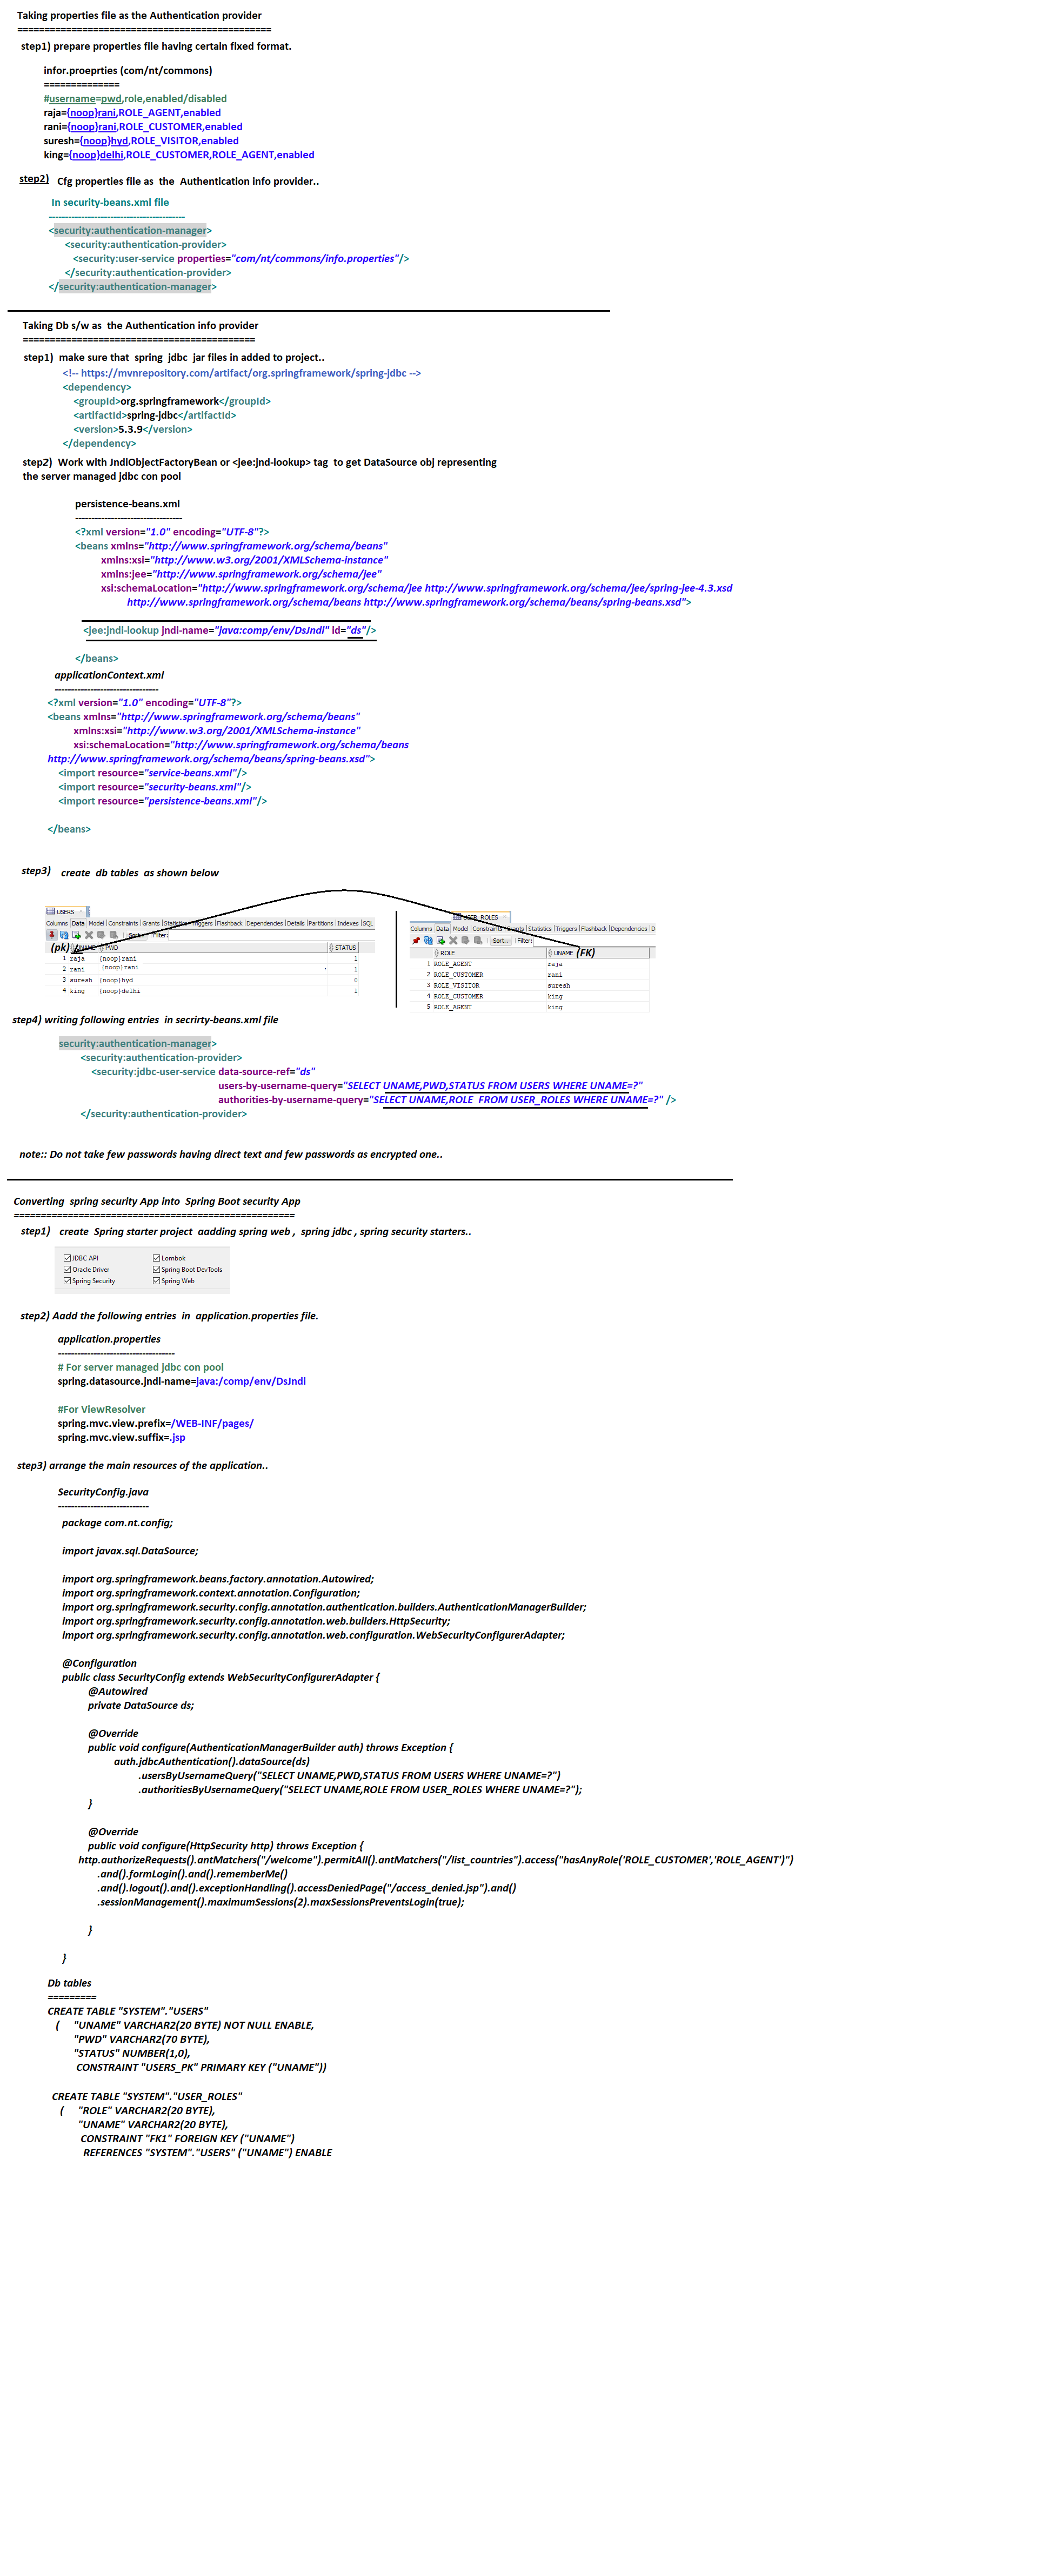 Taking properties file as the Authentication provider
===============================================
step1) prepare properties file having certain fixed format.
infor.proeprties (com/nt/commons)
==============
#username=pwd,role,enabled/disabled
raja={noop}rani,ROLE_AGENT,enabled
rani={noop}rani,ROLE_CUSTOMER,enabled
suresh={noop}hyd,ROLE_VISITOR,enabled
king={noop}delhi,ROLE_CUSTOMER,ROLE_AGENT,enabled
step2) Cfg properties file as the Authentication info provider..
In security-beans.xml file
------------------------------------------
<security:authentication-manager>
<security:authentication-provider>
<security:user-service properties="com/nt/commons/info.properties"/>
</security:authentication-provider>
</security:authentication-manager>
Taking Db s/w as the Authentication info provider
===========================================
step1) make sure that spring jdbc jar files in added to project..
<!-- https://mvnrepository.com/artifact/org.springframework/spring-jdbc -->
<dependency>
<groupId>org.springframework</groupId>
<artifactId>spring-jdbc</artifactId>
<version>5.3.9</version>
</dependency>
step2) Work with JndiObjectFactoryBean or <jee:jnd-lookup> tag to get DataSource obj representing
the server managed jdbc con pool
persistence-beans.xml
---------------------------------
<?xml version="1.0" encoding="UTF-8"?>
<beans xmlns="http://www.springframework.org/schema/beans"
xmlns:xsi="http://www.w3.org/2001/XMLSchema-instance"
xmlns:jee="http://www.springframework.org/schema/jee"
xsi:schemaLocation="http://www.springframework.org/schema/jee http://www.springframework.org/schema/jee/spring-jee-4.3.xsd
http://www.springframework.org/schema/beans http://www.springframework.org/schema/beans/spring-beans.xsd">
<jee:jndi-lookup jndi-name="java:comp/env/DsJndi" id="ds"/>
</beans>
applicationContext.xml
--------------------------------
<?xml version="1.0" encoding="UTF-8"?>
<beans xmlns="http://www.springframework.org/schema/beans"
xmlns:xsi="http://www.w3.org/2001/XMLSchema-instance"
xsi:schemaLocation="http://www.springframework.org/schema/beans
http://www.springframework.org/schema/beans/spring-beans.xsd">
<import resource="service-beans.xml"/>
<import resource="security-beans.xml"/>
<import resource="persistence-beans.xml"/>
</beans>
step3) create db tables as shown below
USERS
Columns Data Model Constraints Grants Statistics Triggers Flashback Dependencies Details Partitions Indexes SQL
Sort.. Filter:
(pk) UNAME PWD STATUS
1 raja {noop}rani 1
2 rani {noop}rani 1
3 suresh {noop}hyd 0
4 king {noop}delhi 1
USER_ROLES
Columns Data Model Constraints Grants Statistics Triggers Flashback Dependencies D
Sort.. Filter:
ROLE UNAME (FK)
1 ROLE_AGENT raja
2 ROLE_CUSTOMER rani
3 ROLE_VISITOR suresh
4 ROLE_CUSTOMER king
5 ROLE_AGENT king
step4) writing following entries in secrirty-beans.xml file
security:authentication-manager>
<security:authentication-provider>
<security:jdbc-user-service data-source-ref="ds"
users-by-username-query="SELECT UNAME,PWD,STATUS FROM USERS WHERE UNAME=?"
authorities-by-username-query="SELECT UNAME,ROLE FROM USER_ROLES WHERE UNAME=?" />
</security:authentication-provider>
note:: Do not take few passwords having direct text and few passwords as encrypted one..
Converting spring security App into Spring Boot security App
====================================================
step1) create Spring starter project aadding spring web , spring jdbc , spring security starters..
JDBC API Lombok
Oracle Driver Spring Boot DevTools
Spring Security Spring Web
step2) Aadd the following entries in application.properties file.
application.properties
------------------------------------
# For server managed jdbc con pool
spring.datasource.jndi-name=java:/comp/env/DsJndi
#For ViewResolver
spring.mvc.view.prefix=/WEB-INF/pages/
spring.mvc.view.suffix=.jsp
step3) arrange the main resources of the application..
SecurityConfig.java
----------------------------
package com.nt.config;
import javax.sql.DataSource;
import org.springframework.beans.factory.annotation.Autowired;
import org.springframework.context.annotation.Configuration;
import org.springframework.security.config.annotation.authentication.builders.AuthenticationManagerBuilder;
import org.springframework.security.config.annotation.web.builders.HttpSecurity;
import org.springframework.security.config.annotation.web.configuration.WebSecurityConfigurerAdapter;
@Configuration
public class SecurityConfig extends WebSecurityConfigurerAdapter {
@Autowired
private DataSource ds;
@Override
public void configure(AuthenticationManagerBuilder auth) throws Exception {
auth.jdbcAuthentication().dataSource(ds)
.usersByUsernameQuery("SELECT UNAME,PWD,STATUS FROM USERS WHERE UNAME=?")
.authoritiesByUsernameQuery("SELECT UNAME,ROLE FROM USER_ROLES WHERE UNAME=?");
}
@Override
public void configure(HttpSecurity http) throws Exception {
http.authorizeRequests().antMatchers("/welcome").permitAll().antMatchers("/list_countries").access("hasAnyRole('ROLE_CUSTOMER','ROLE_AGENT')")
.and().formLogin().and().rememberMe()
.and().logout().and().exceptionHandling().accessDeniedPage("/access_denied.jsp").and()
.sessionManagement().maximumSessions(2).maxSessionsPreventsLogin(true);
}
}
Db tables
=========
CREATE TABLE "SYSTEM"."USERS"
( "UNAME" VARCHAR2(20 BYTE) NOT NULL ENABLE,
"PWD" VARCHAR2(70 BYTE),
"STATUS" NUMBER(1,0),
CONSTRAINT "USERS_PK" PRIMARY KEY ("UNAME"))
CREATE TABLE "SYSTEM"."USER_ROLES"
( "ROLE" VARCHAR2(20 BYTE),
"UNAME" VARCHAR2(20 BYTE),
CONSTRAINT "FK1" FOREIGN KEY ("UNAME")
REFERENCES "SYSTEM"."USERS" ("UNAME") ENABLE